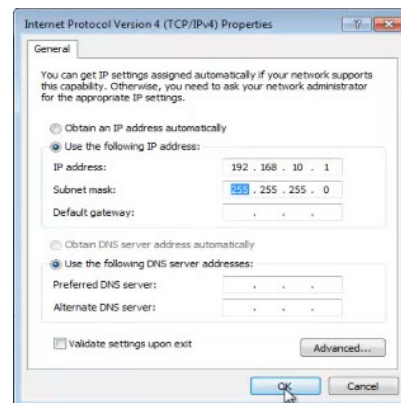 Internet Protocol Version 4 (TCP/IPv4) Properties
General
You can get IP settings assigned automatically if your network supports
this capability. Otherwise, you need to ask your network administrator
for the appropriate IP settings.
Obtain an IP address automatically
Use the following IP address:
IP address: 192 . 168 . 10 . 1
Subnet mask: 255 . 255 . 255 . 0
Default gateway: . . .
Obtain DNS server address automatically
Use the following DNS server addresses:
Preferred DNS server: . . .
Alternate DNS server: . . .
Validate settings upon exit
Advanced...
OK Cancel